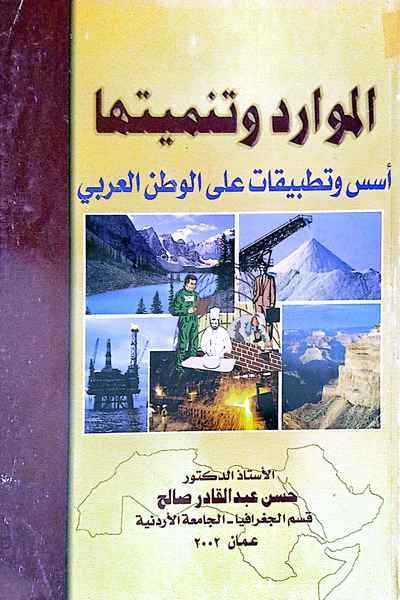 الموارد وتنميتها
أسس وتطبيقات على الوطن العربي
الأستاذ الدكتور
حسن عبد القادر صالح
قسم الجغرافيا - الجامعة الأردنية
عمان ٢٠٠٢